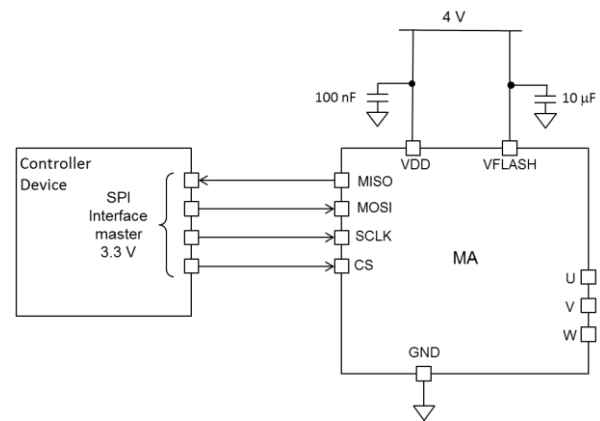 4 V
100 nF
10 µF
VDD
VFLASH
Controller
Device
SPI
Interface
master
3.3 V
MISO
MOSI
SCLK
CS
MA
U
V
W
GND